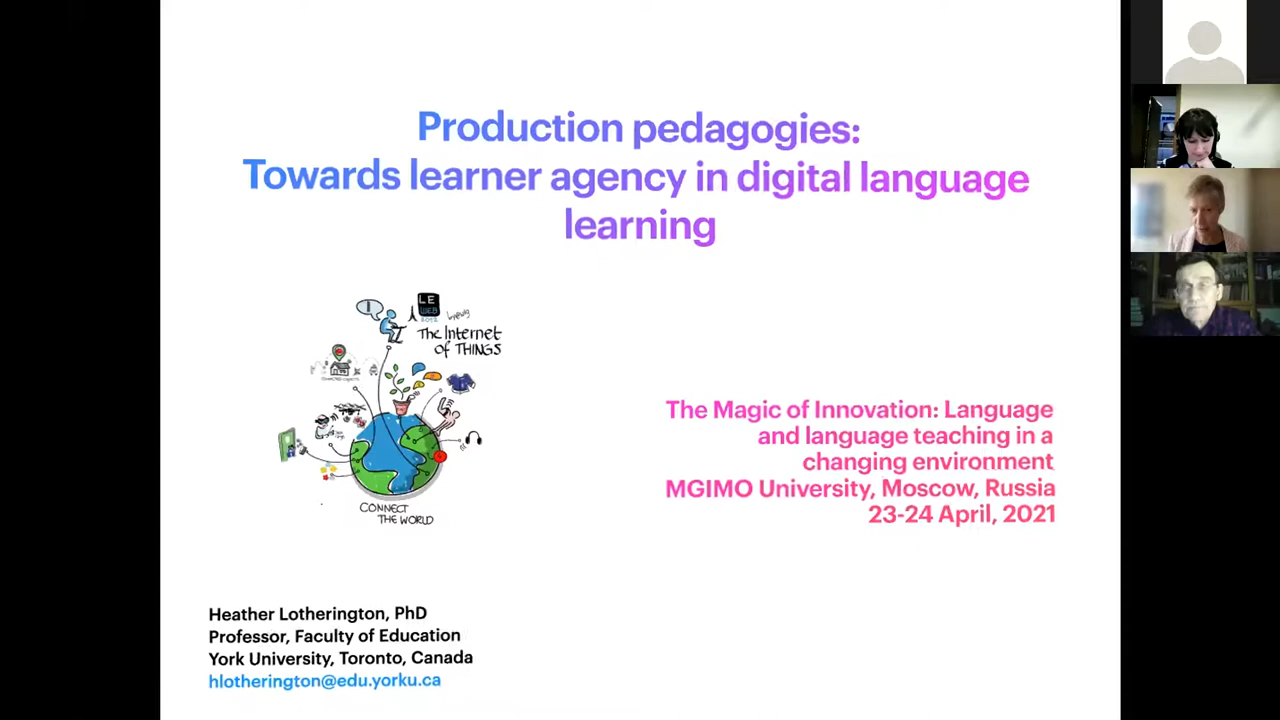 Production pedagogies:
Towards learner agency in digital language
learning
LE
WEB
The Internet
of THINGS
CONNECT
THE WORLD
The Magic of Innovation: Language
and language teaching in a
changing environment
MGIMO University, Moscow, Russia
23-24 April, 2021
Heather Lotherington, PhD
Professor, Faculty of Education
York University, Toronto, Canada
hlotherington@edu.yorku.ca